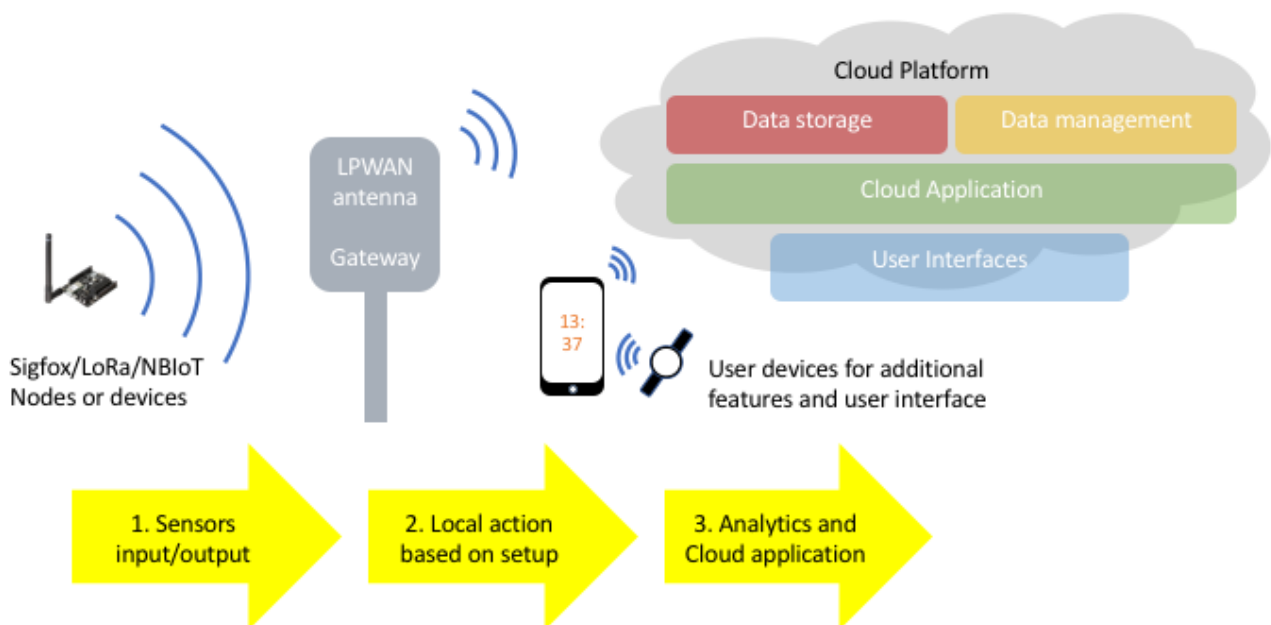 Cloud Platform
Data storage
Data management
LPWAN
antenna
Cloud Application
Gateway
User Interfaces
13:
37
Sigfox/LoRa/NBIoT
Nodes or devices
User devices for additional
features and user interface
1. Sensors
input/output
2. Local action
based on setup
3. Analytics and
Cloud application